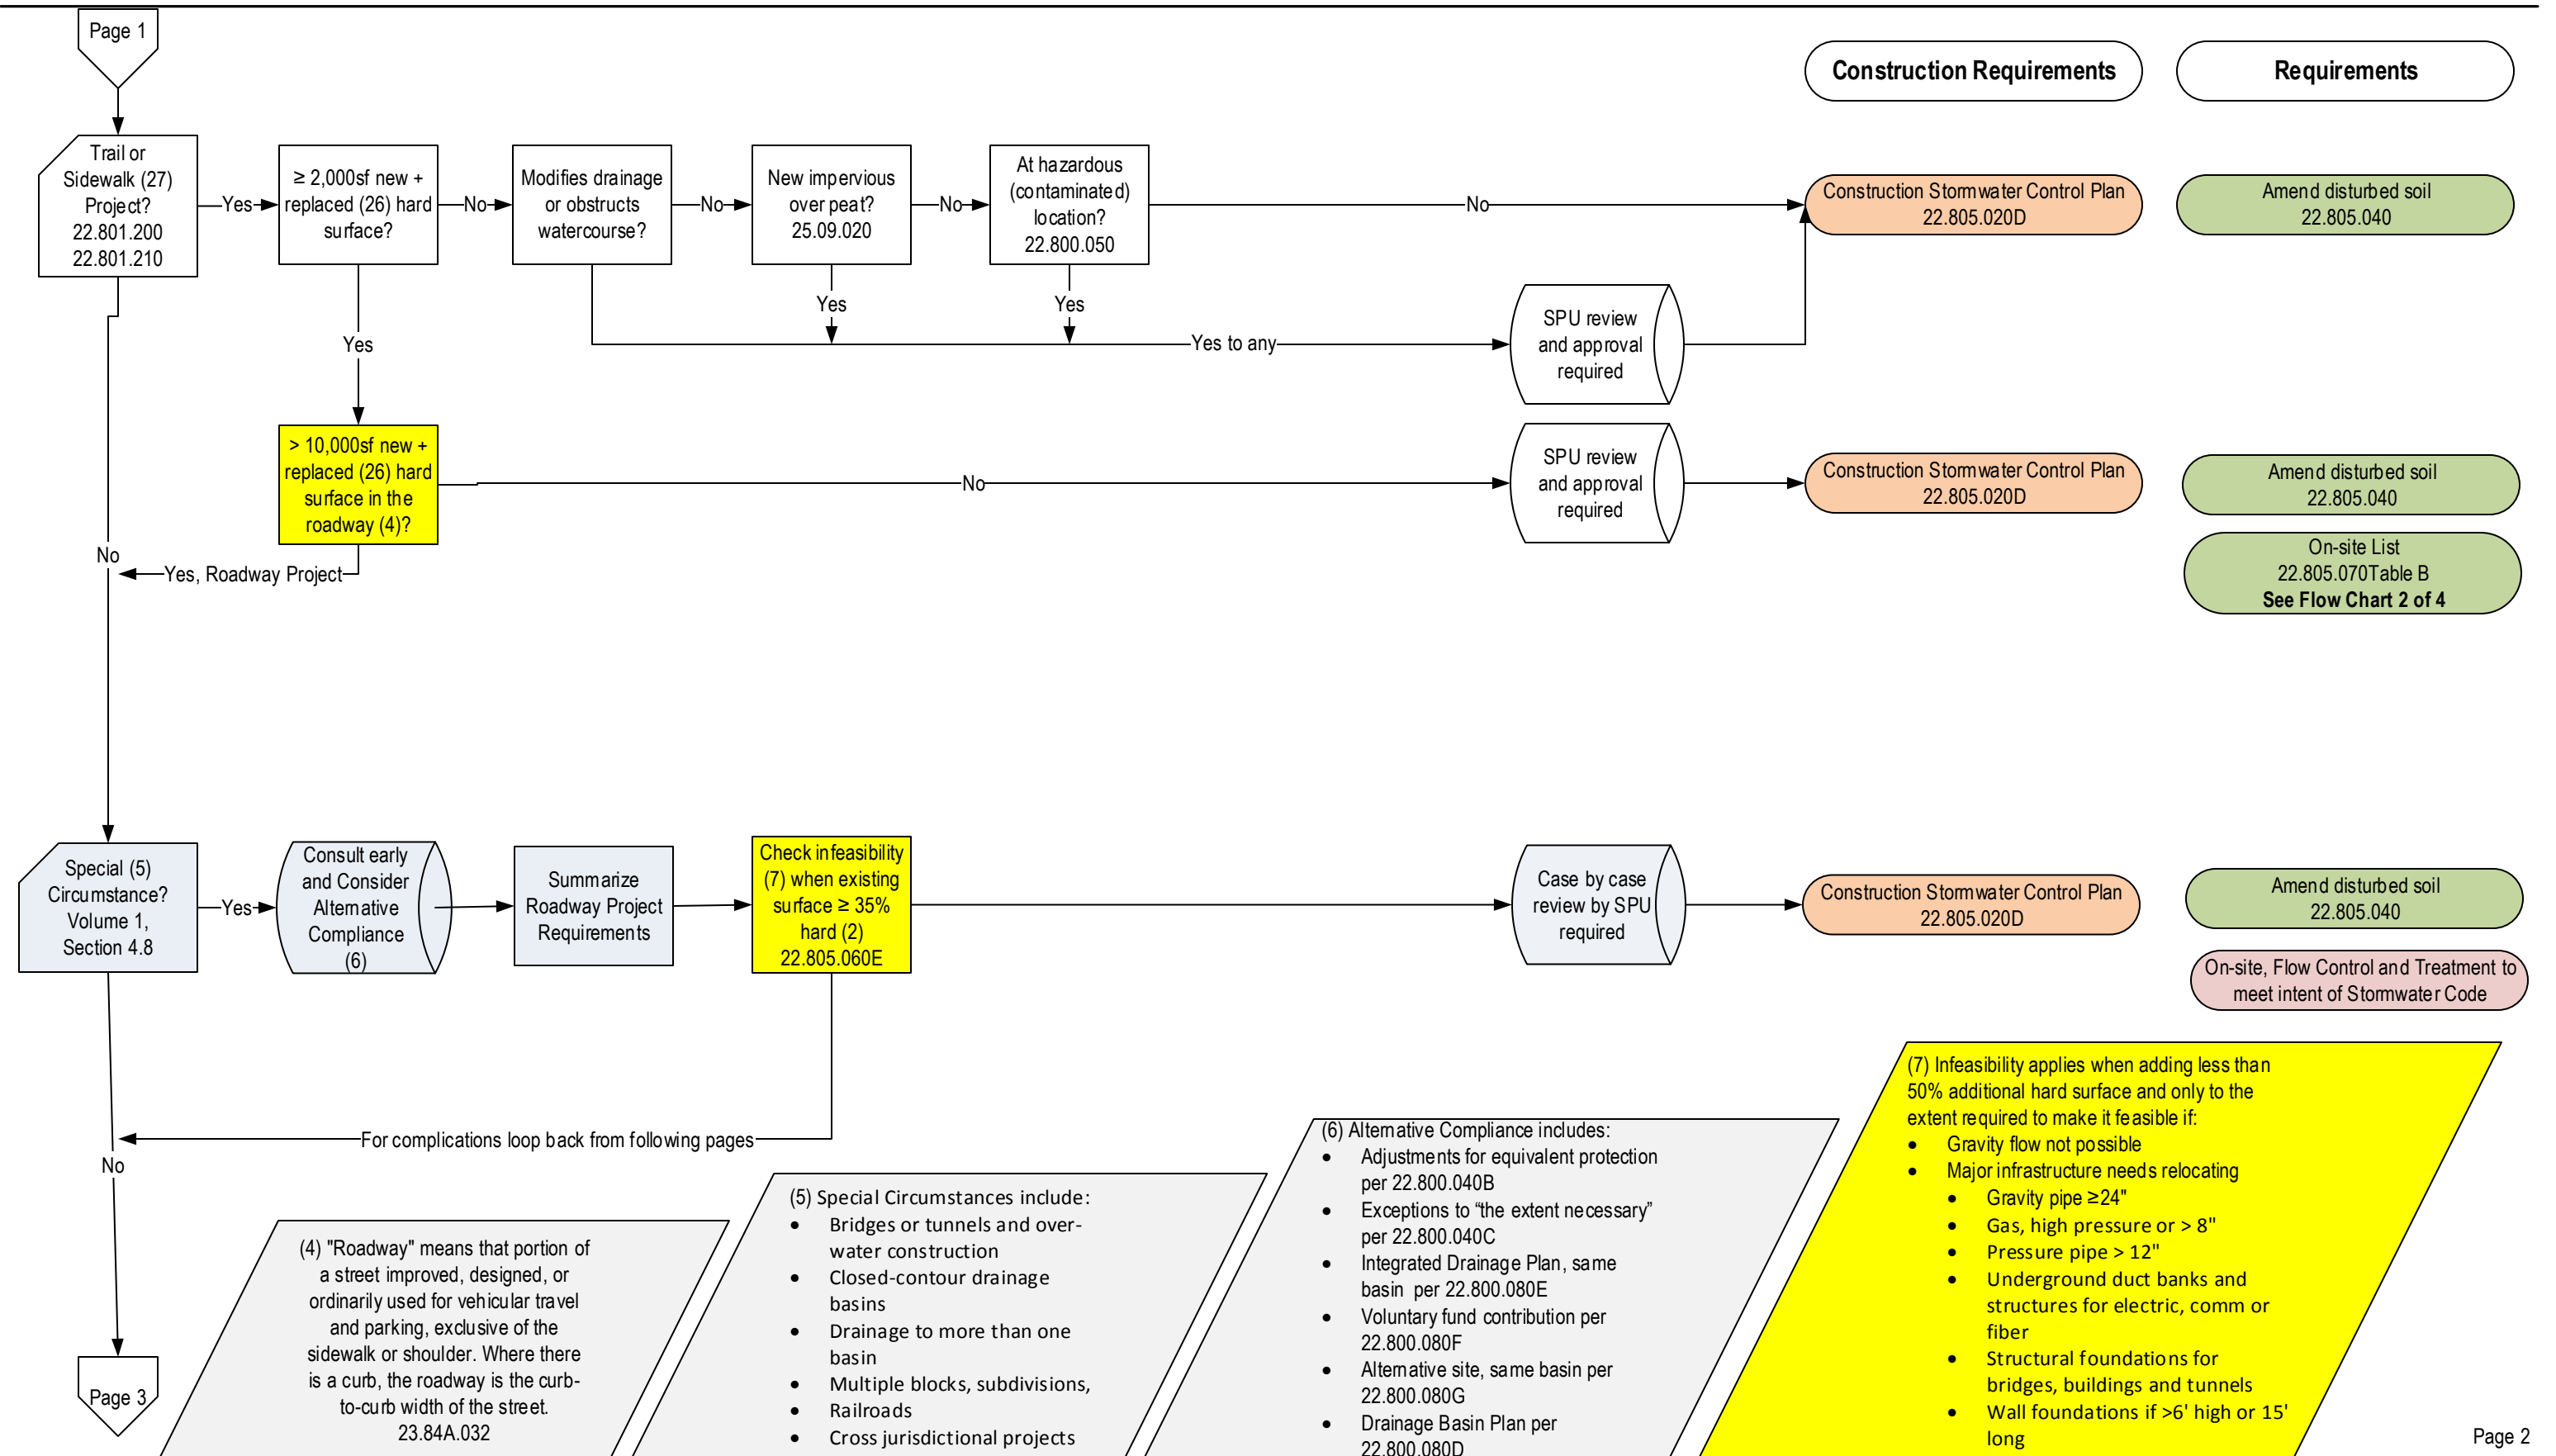 Page 1
Construction Requirements
Requirements
Trail or
Sidewalk (27)
Project?
22.801.200
22.801.210
Yes
≥ 2,000sf new +
replaced (26) hard
surface?
No
Modifies drainage
or obstructs
watercourse?
No
New impervious
over peat?
25.09.020
No
At hazardous
(contaminated)
location?
22.800.050
No
Construction Stormwater Control Plan
22.805.020D
Amend disturbed soil
22.805.040
Yes
Yes
Yes
Yes to any
SPU review
and approval
required
> 10,000sf new +
replaced (26) hard
surface in the
roadway (4)?
No
SPU review
and approval
required
Construction Stormwater Control Plan
22.805.020D
Amend disturbed soil
22.805.040
On-site List
22.805.070Table B
See Flow Chart 2 of 4
No
Yes, Roadway Project
Special (5)
Circumstance?
Volume 1,
Section 4.8
Yes
Consult early
and Consider
Alternative
Compliance
(6)
Summarize
Roadway Project
Requirements
Check infeasibility
(7) when existing
surface ≥ 35%
hard (2)
22.805.060E
Case by case
review by SPU
required
Construction Stormwater Control Plan
22.805.020D
Amend disturbed soil
22.805.040
On-site, Flow Control and Treatment to
meet intent of Stormwater Code
For complications loop back from following pages
No
Page 3
(4) "Roadway" means that portion of
a street improved, designed, or
ordinarily used for vehicular travel
and parking, exclusive of the
sidewalk or shoulder. Where there
is a curb, the roadway is the curb-
to-curb width of the street.
23.84A.032
(5) Special Circumstances include:
• Bridges or tunnels and over-
water construction
• Closed-contour drainage
basins
• Drainage to more than one
basin
• Multiple blocks, subdivisions,
• Railroads
• Cross jurisdictional projects
(6) Alternative Compliance includes:
• Adjustments for equivalent protection
per 22.800.040B
• Exceptions to “the extent necessary”
per 22.800.040C
• Integrated Drainage Plan, same
basin per 22.800.080E
• Voluntary fund contribution per
22.800.080F
• Alternative site, same basin per
22.800.080G
• Drainage Basin Plan per
22.800.080D
(7) Infeasibility applies when adding less than
50% additional hard surface and only to the
extent required to make it feasible if:
• Gravity flow not possible
• Major infrastructure needs relocating
• Gravity pipe ≥24"
• Gas, high pressure or > 8"
• Pressure pipe > 12"
• Underground duct banks and
structures for electric, comm or
fiber
• Structural foundations for
bridges, buildings and tunnels
• Wall foundations if >6' high or 15'
long
Page 2